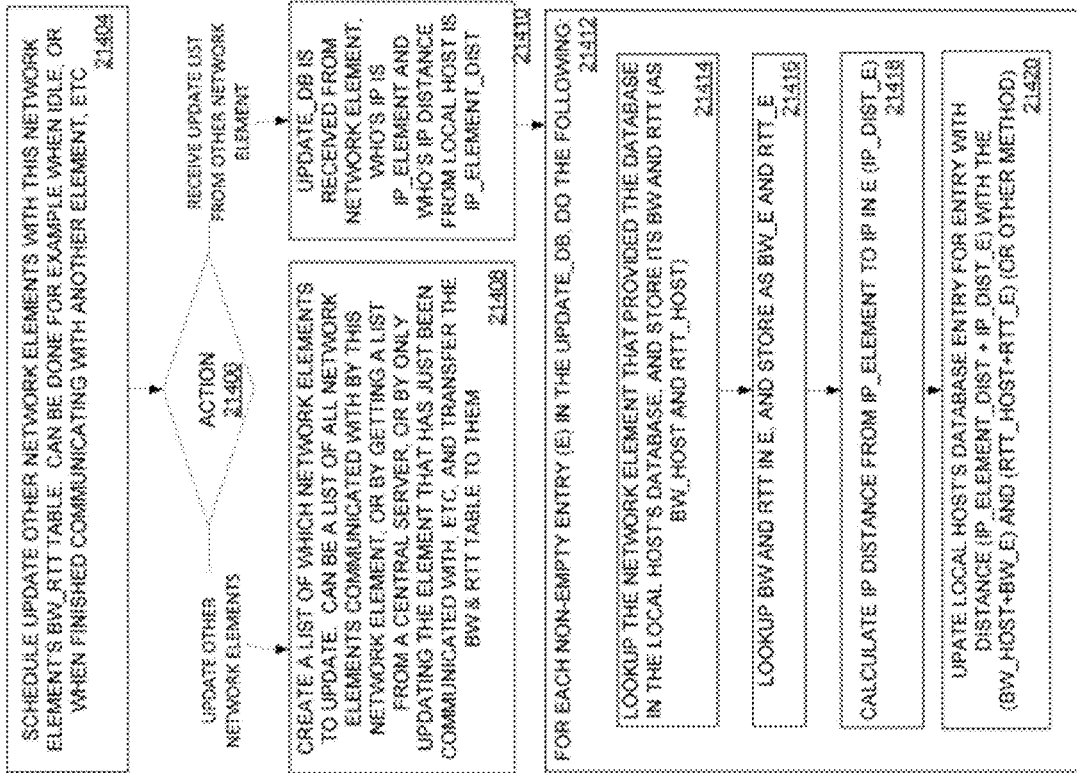 SCHEDULE UPDATE OTHER NETWORK ELEMENTS WITH THIS NETWORK
ELEMENT'S BW_RTT TABLE. CAN BE DONE FOR EXAMPLE WHEN IDLE, OR
WHEN FINISHED COMMUNICATING WITH ANOTHER ELEMENT, ETC
21404
ACTION
21406
UPDATE OTHER
NETWORK ELEMENTS
RECEIVE UPDATE LIST
FROM OTHER NETWORK
ELEMENT
CREATE A LIST OF WHICH NETWORK ELEMENTS
TO UPDATE. CAN BE A LIST OF ALL NETWORK
ELEMENTS COMMUNICATED WITH BY THIS
NETWORK ELEMENT, OR BY GETTING A LIST
FROM A CENTRAL SERVER, OR BY ONLY
UPDATING THE ELEMENT THAT HAS JUST BEEN
COMMUNICATED WITH, ETC. AND TRANSFER THE
BW & RTT TABLE TO THEM
21408
UPDATE_DB IS
RECEIVED FROM
NETWORK ELEMENT,
WHO'S IP IS
IP_ELEMENT AND
WHO'S IP DISTANCE
FROM LOCAL HOST IS
IP_ELEMENT_DIST
21410
FOR EACH NON-EMPTY ENTRY (E) IN THE UPDATE_DB, DO THE FOLLOWING:
21412
LOOKUP THE NETWORK ELEMENT THAT PROVIDED THE DATABASE
IN THE LOCAL HOST'S DATABASE, AND STORE ITS BW AND RTT (AS
BW_HOST AND RTT_HOST)
21414
LOOKUP BW AND RTT IN E, AND STORE AS BW_E AND RTT_E
21416
CALCULATE IP DISTANCE FROM IP_ELEMENT TO IP IN E (IP_DIST_E)
21418
UPATE LOCAL HOST'S DATABASE ENTRY FOR ENTRY WITH
DISTANCE (IP_ELEMENT_DIST + IP_DIST_E) WITH THE
(BW_HOST+BW_E) AND (RTT_HOST+RTT_E) (OR OTHER METHOD)
21420